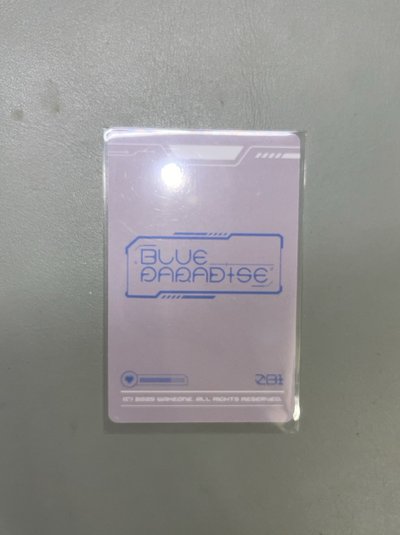 BLUE
PARADISE
ZB1
(C) 2025 WAKEONE. ALL RIGHTS RESERVED.